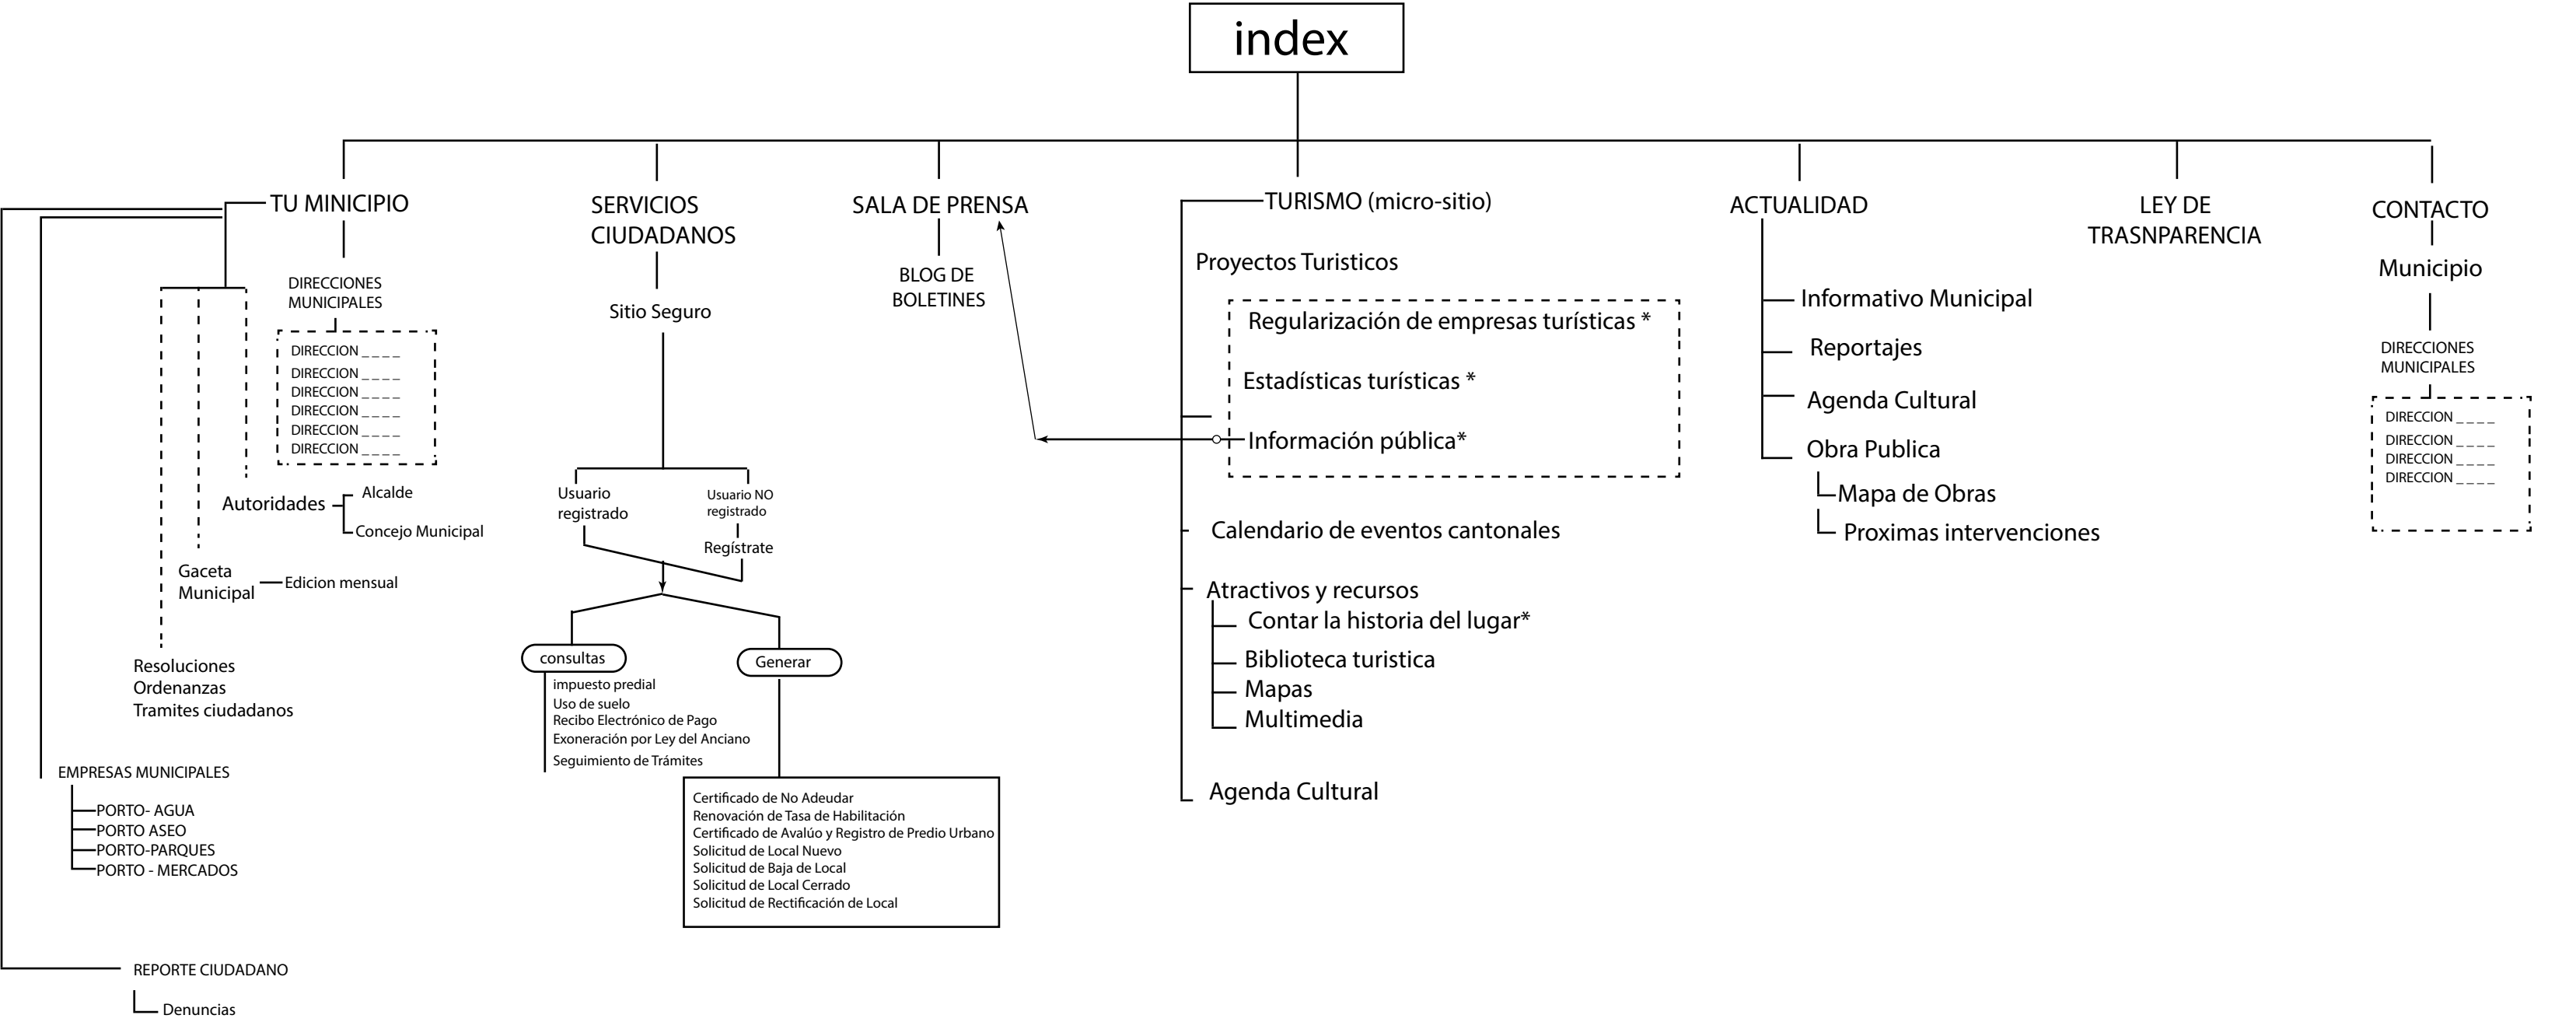 index
TU MINICIPIO
DIRECCIONES
MUNICIPALES
DIRECCION _ _ _ _
DIRECCION _ _ _ _
DIRECCION _ _ _ _
DIRECCION _ _ _ _
DIRECCION _ _ _ _
DIRECCION _ _ _ _
Autoridades
Alcalde
Concejo Municipal
Gaceta
Municipal
Edicion mensual
Resoluciones
Ordenanzas
Tramites ciudadanos
EMPRESAS MUNICIPALES
PORTO- AGUA
PORTO ASEO
PORTO-PARQUES
PORTO - MERCADOS
REPORTE CIUDADANO
Denuncias
SERVICIOS
CIUDADANOS
Sitio Seguro
Usuario
registrado
Usuario NO
registrado
Regístrate
consultas
impuesto predial
Uso de suelo
Recibo Electrónico de Pago
Exoneración por Ley del Anciano
Seguimiento de Trámites
Generar
Certificado de No Adeudar
Renovación de Tasa de Habilitación
Certificado de Avalúo y Registro de Predio Urbano
Solicitud de Local Nuevo
Solicitud de Baja de Local
Solicitud de Local Cerrado
Solicitud de Rectificación de Local
SALA DE PRENSA
BLOG DE
BOLETINES
TURISMO (micro-sitio)
Proyectos Turisticos
Regularización de empresas turísticas *
Estadísticas turísticas *
Información pública*
Calendario de eventos cantonales
Atractivos y recursos
Contar la historia del lugar*
Biblioteca turistica
Mapas
Multimedia
Agenda Cultural
ACTUALIDAD
Informativo Municipal
Reportajes
Agenda Cultural
Obra Publica
Mapa de Obras
Proximas intervenciones
LEY DE
TRASNPARENCIA
CONTACTO
Municipio
DIRECCIONES
MUNICIPALES
DIRECCION _ _ _ _
DIRECCION _ _ _ _
DIRECCION _ _ _ _
DIRECCION _ _ _ _